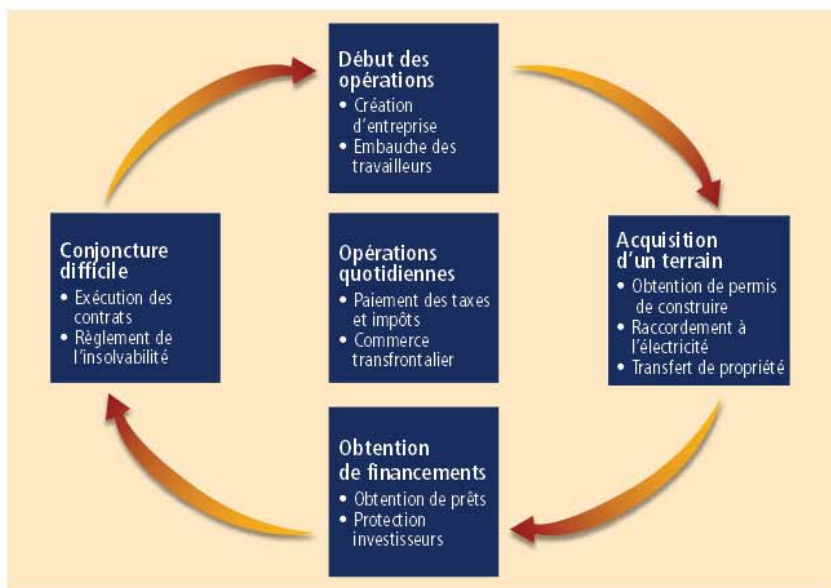 Début des
opérations
• Création
d'entreprise
• Embauche des
travailleurs
Conjoncture
difficile
• Exécution des
contrats
• Règlement de
l'insolvabilité
Opérations
quotidiennes
• Paiement des taxes
et impôts
• Commerce
transfrontalier
Acquisition
d'un terrain
• Obtention de permis
de construire
• Raccordement à
l'électricité
• Transfert de propriété
Obtention
de financements
• Obtention de prêts
• Protection
investisseurs